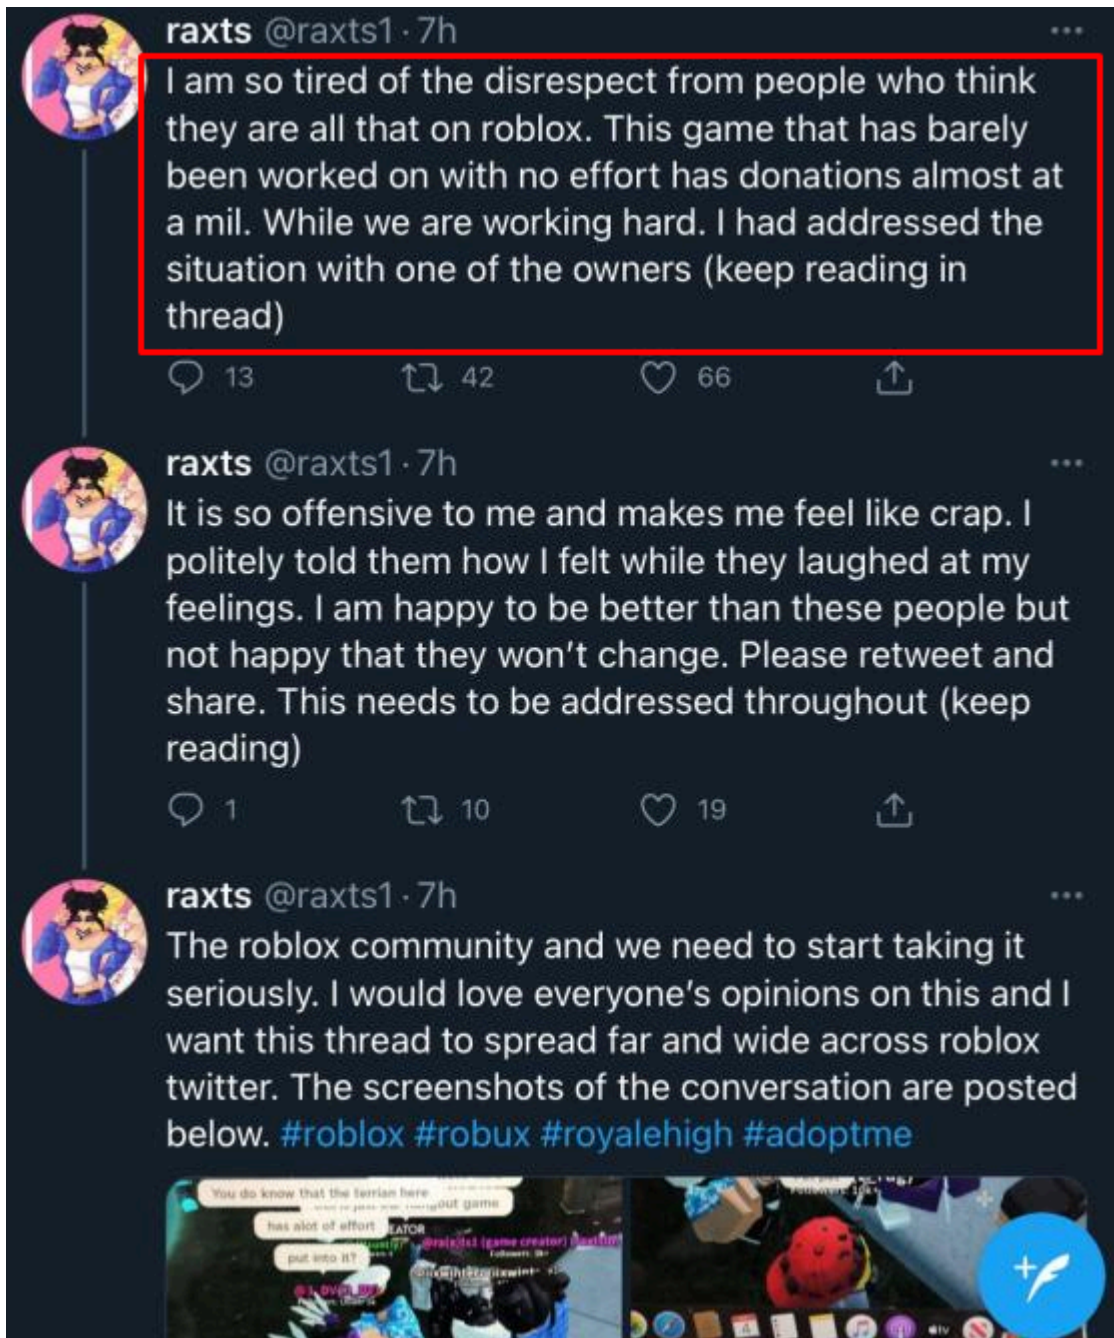 raxts @raxts1 · 7h
I am so tired of the disrespect from people who think
they are all that on roblox. This game that has barely
been worked on with no effort has donations almost at
a mil. While we are working hard. I had addressed the
situation with one of the owners (keep reading in
thread)
13 42 66
raxts @raxts1 · 7h
It is so offensive to me and makes me feel like crap. I
politely told them how I felt while they laughed at my
feelings. I am happy to be better than these people but
not happy that they won't change. Please retweet and
share. This needs to be addressed throughout (keep
reading)
1 10 19
raxts @raxts1 · 7h
The roblox community and we need to start taking it
seriously. I would love everyone's opinions on this and I
want this thread to spread far and wide across roblox
twitter. The screenshots of the conversation are posted
below. #roblox #robux #royalehigh #adoptme
You do know that the terrian here
game
has alot of effort
put into it?
(game creator)